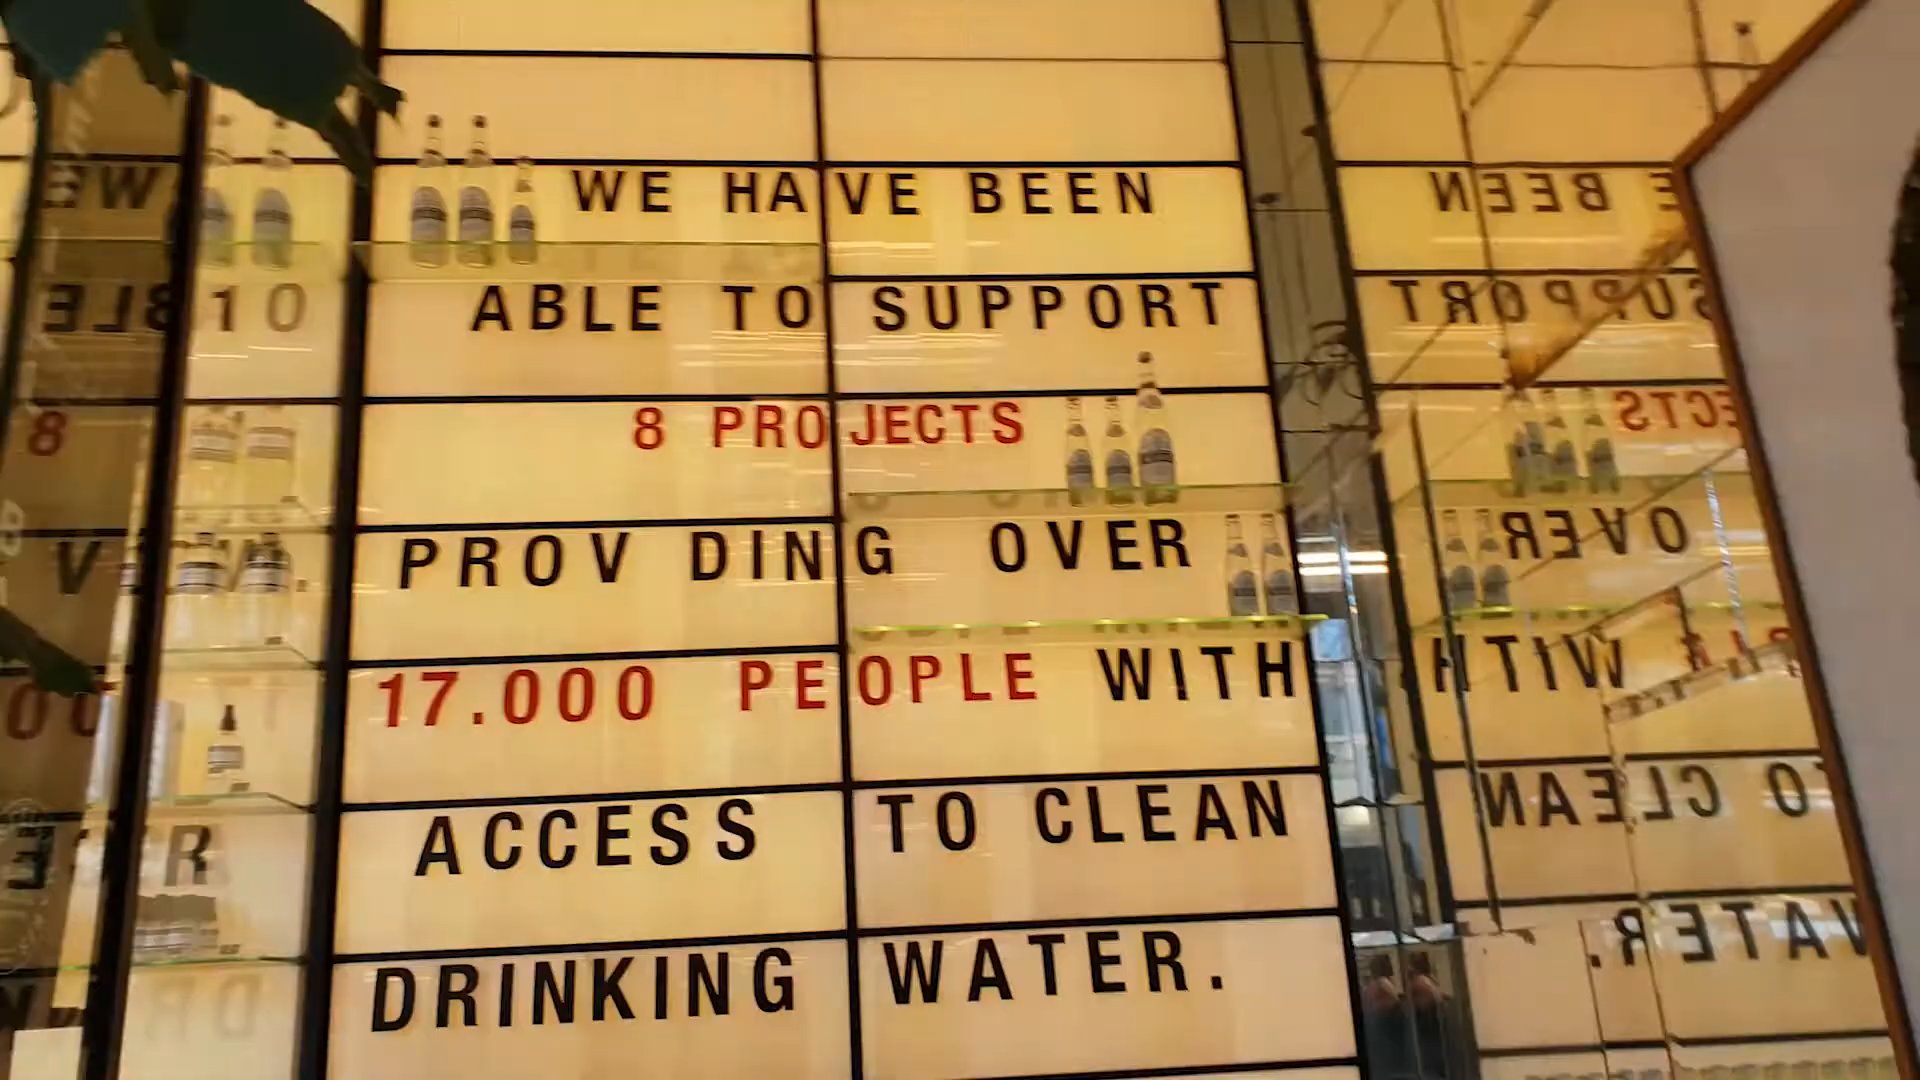 WE HAVE BEEN
ABLE TO SUPPORT
8 PROJECTS
PROV DING OVER
17.000 PEOPLE WITH
ACCESS TO CLEAN
DRINKING WATER.